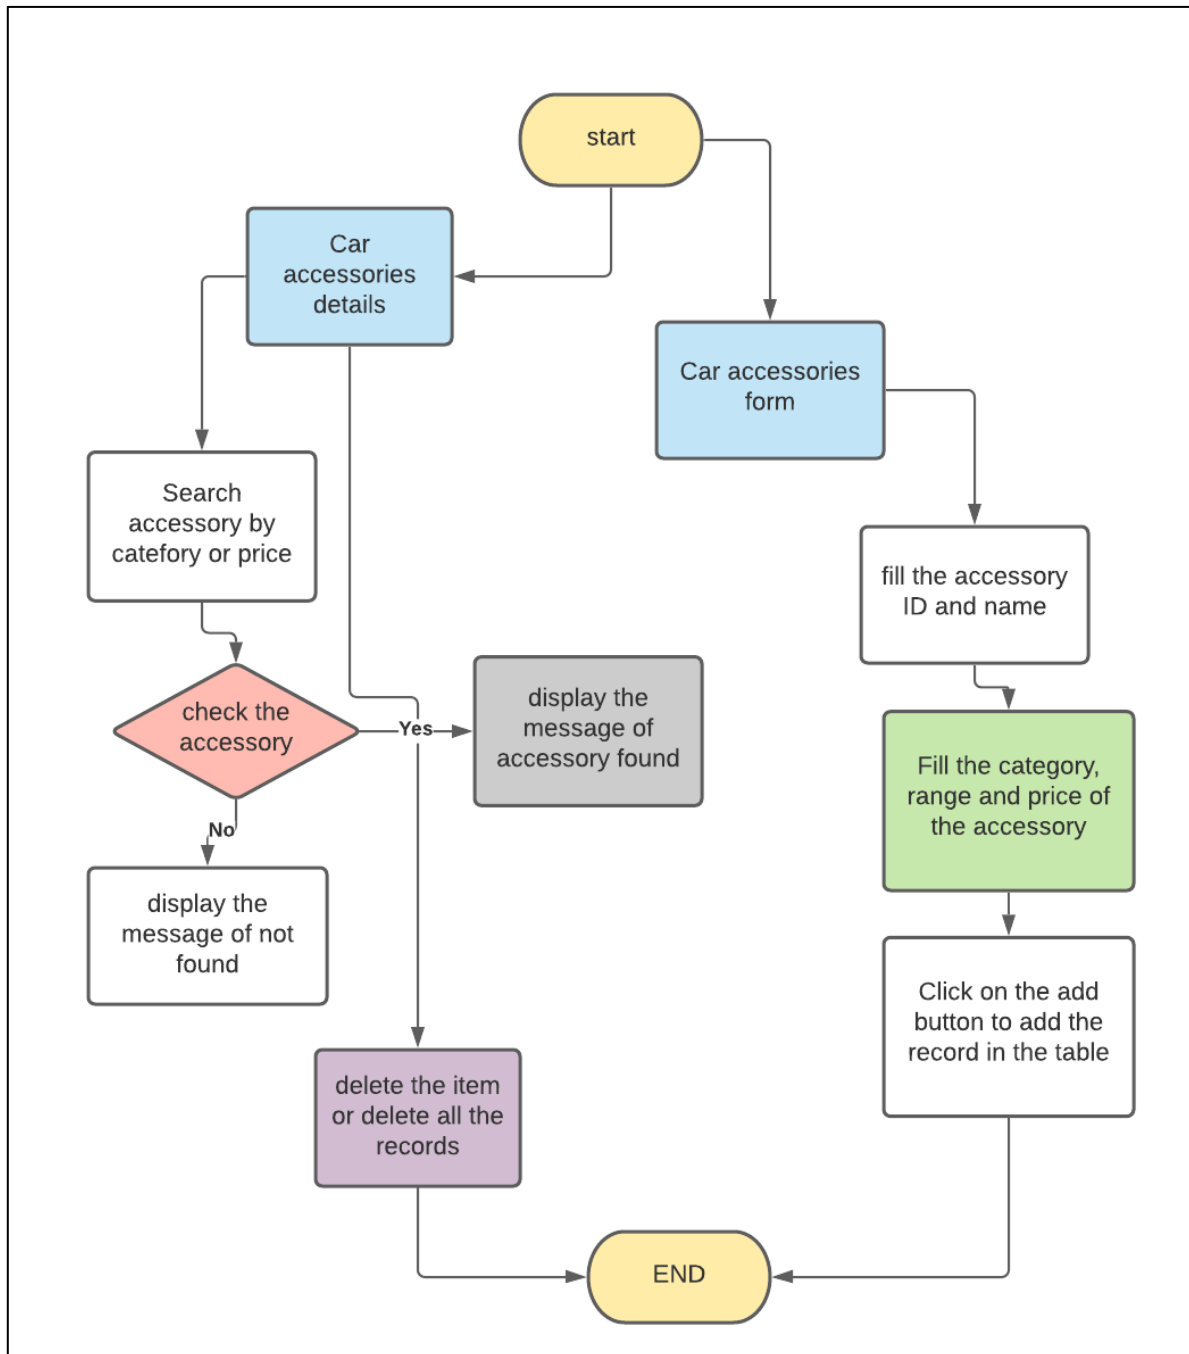 start
Car
accessories
details
Car accessories
form
Search
accessory by
catefory or price
fill the accessory
ID and name
check the
accessory
Yes
display the
message of
accessory found
No
display the
message of not
found
Fill the category,
range and price of
the accessory
Click on the add
button to add the
record in the table
delete the item
or delete all the
records
END